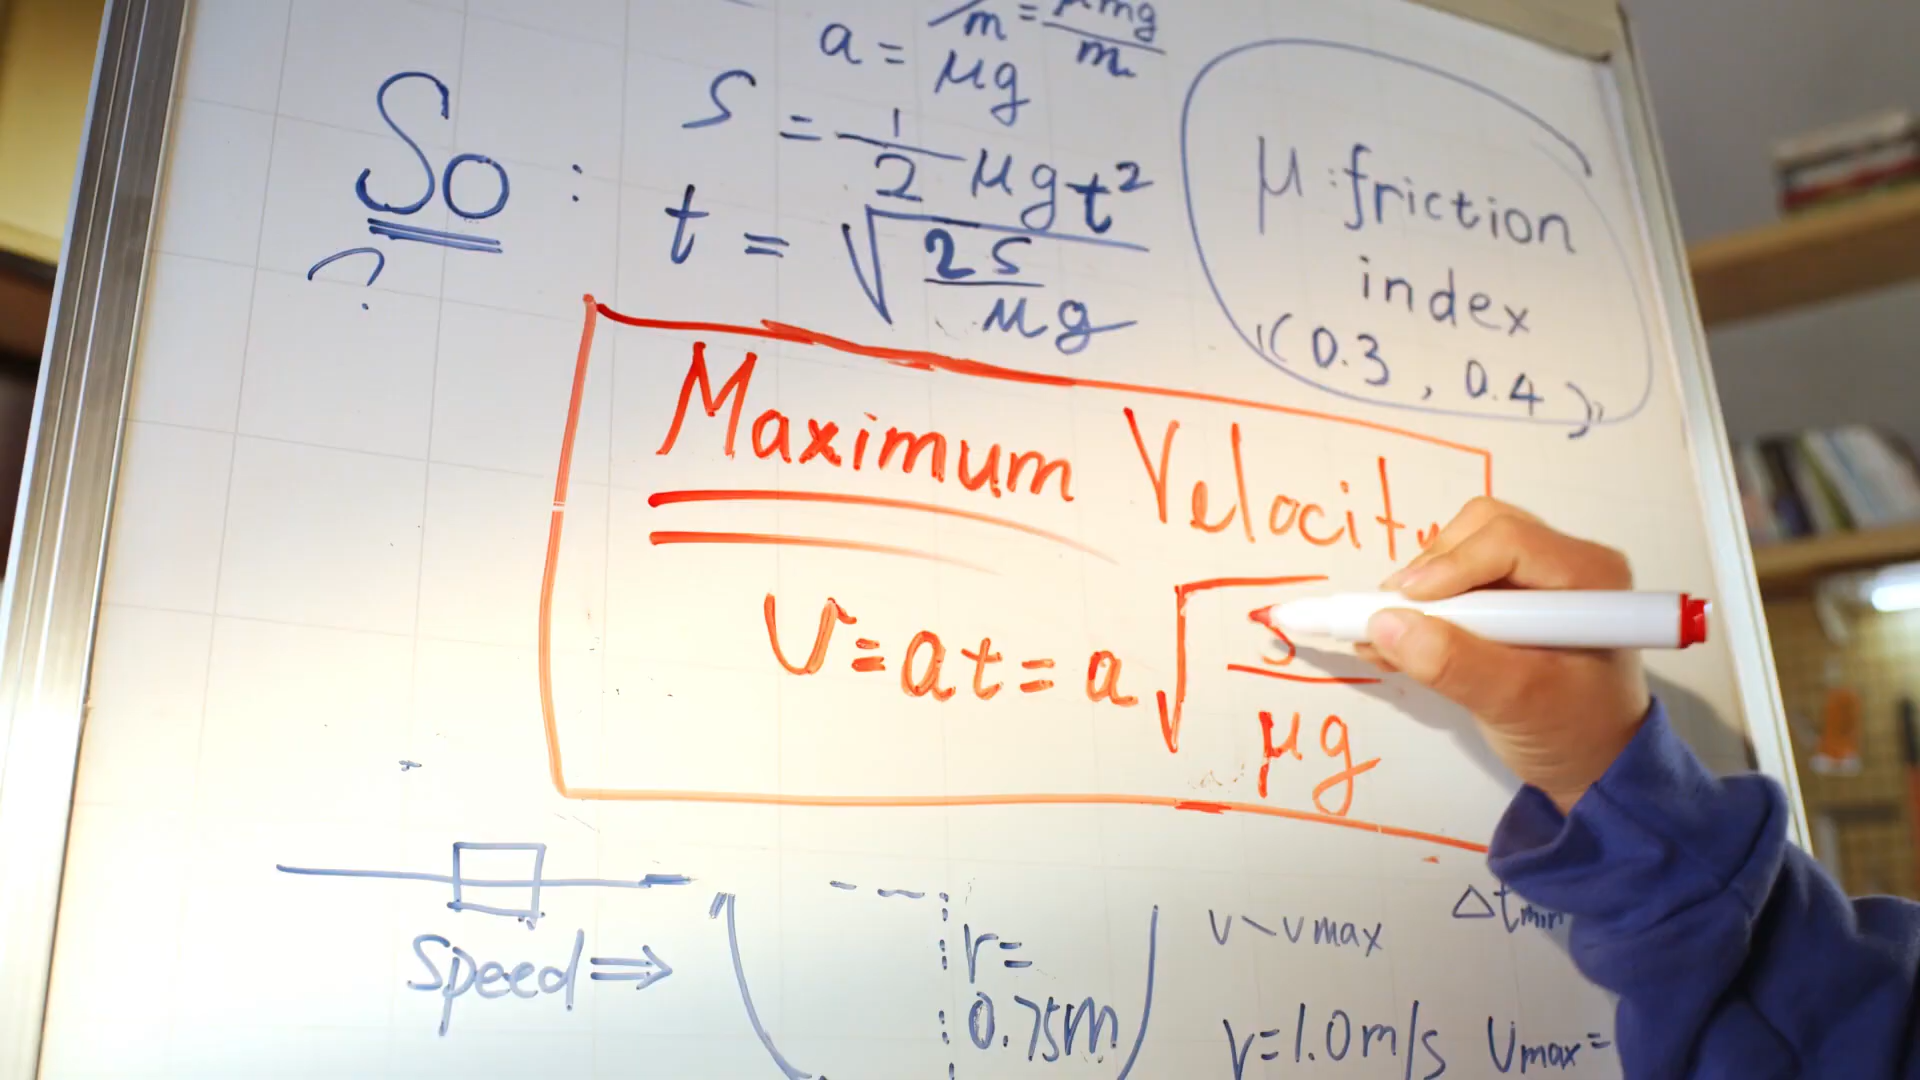 a = /m = μmg/m
μg
So : s = 1/2 μgt²
? t = √(2s/μg)
μ : friction
index
(0.3 , 0.4)
Maximum Velocity
v = at = a√(s/μg)
Speed ⇒
r=
0.75m
v ~ vmax
Δtmin
v=1.0m/s vmax=